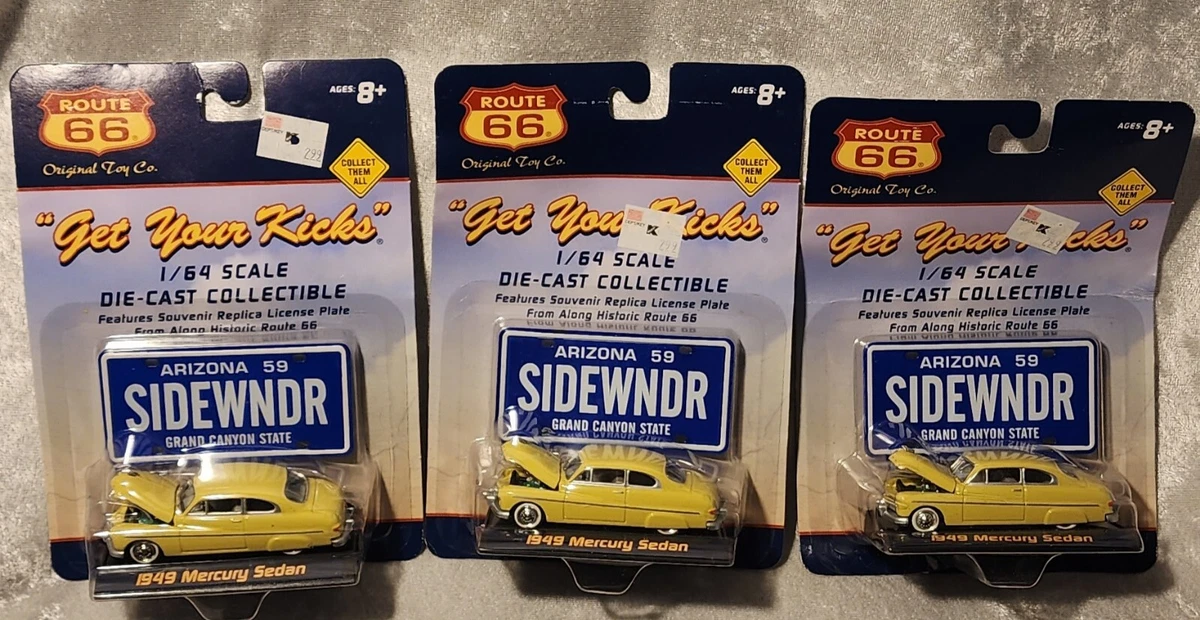 ROUTE
66®
Original Toy Co.
AGES: 8+
K
2.99
COLLECT
THEM
ALL
"Get Your Kicks"®
1/64 SCALE
DIE-CAST COLLECTIBLE
Features Souvenir Replica License Plate
From Along Historic Route 66
ARIZONA 59
SIDEWNDR
GRAND CANYON STATE
1949 Mercury Sedan
ROUTE
66®
Original Toy Co.
AGES: 8+
COLLECT
THEM
ALL
"Get Your Kicks"®
K
2.99
1/64 SCALE
DIE-CAST COLLECTIBLE
Features Souvenir Replica License Plate
From Along Historic Route 66
ARIZONA 59
SIDEWNDR
GRAND CANYON STATE
1949 Mercury Sedan
ROUTE
66®
Original Toy Co.
AGES: 8+
COLLECT
THEM
ALL
"Get Your Kicks"®
K
2.99
1/64 SCALE
DIE-CAST COLLECTIBLE
Features Souvenir Replica License Plate
From Along Historic Route 66
ARIZONA 59
SIDEWNDR
GRAND CANYON STATE
1949 Mercury Sedan